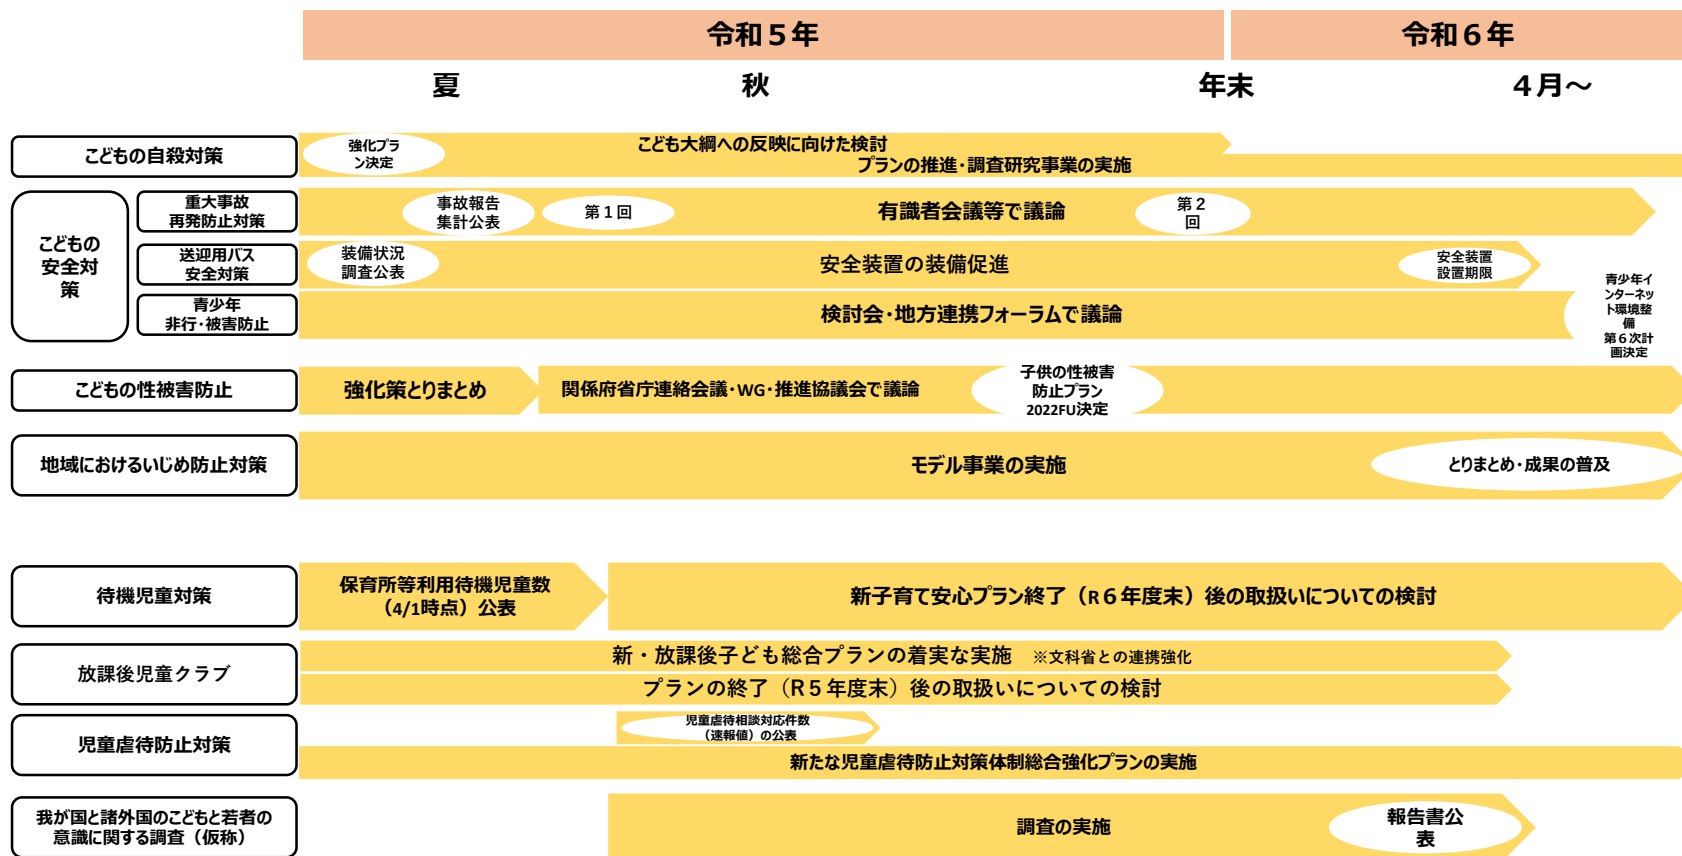 令和５年
令和６年
夏
秋
年末
４月～
こどもの自殺対策
強化プラ
ン決定
こども大綱への反映に向けた検討
プランの推進・調査研究事業の実施
こどもの
安全対
策
重大事故
再発防止対策
事故報告
集計公表
第１回
有識者会議等で議論
第２
回
送迎用バス
安全対策
装備状況
調査公表
安全装置の装備促進
安全装置
設置期限
青少年
非行・被害防止
検討会・地方連携フォーラムで議論
青少年イ
ンターネッ
ト環境整
備
第６次計
画決定
こどもの性被害防止
強化策とりまとめ
関係府省庁連絡会議・WG・推進協議会で議論
子供の性被害
防止プラン
2022FU決定
地域におけるいじめ防止対策
モデル事業の実施
とりまとめ・成果の普及
待機児童対策
保育所等利用待機児童数
（4/1時点）公表
新子育て安心プラン終了（R６年度末）後の取扱いについての検討
放課後児童クラブ
新・放課後子ども総合プランの着実な実施　※文科省との連携強化
プランの終了（R５年度末）後の取扱いについての検討
児童虐待防止対策
児童虐待相談対応件数
（速報値）の公表
新たな児童虐待防止対策体制総合強化プランの実施
我が国と諸外国のこどもと若者の
意識に関する調査（仮称）
調査の実施
報告書公
表